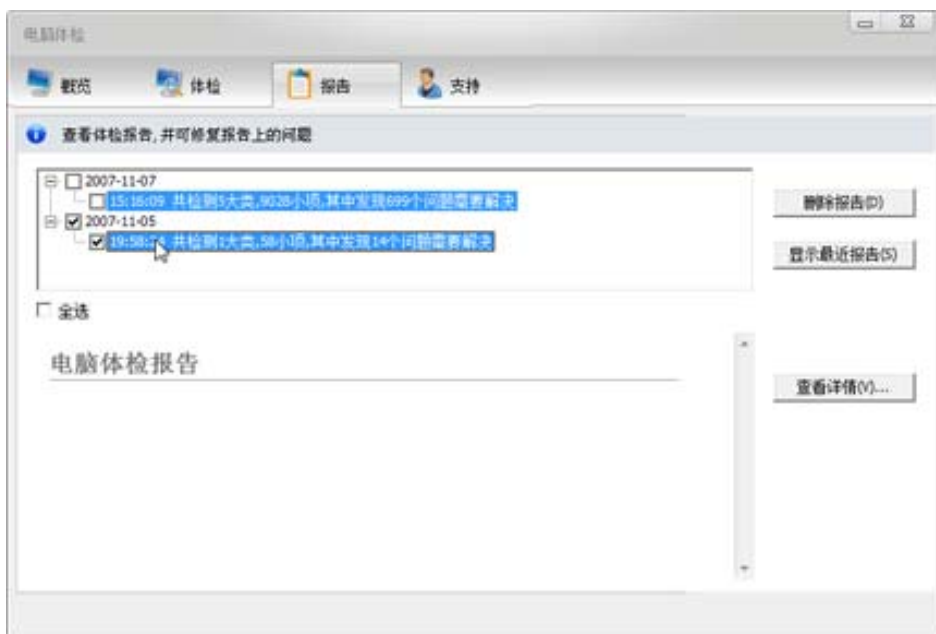 电脑体检
概览 体检 报告 支持
查看体检报告,并可修复报告上的问题
2007-11-07
15:16:09 共检测5大类,9028小项,其中发现699个问题需要解决
2007-11-05
19:58: 共检测1大类,58小项,其中发现14个问题需要解决
删除报告(D)
显示最近报告(S)
全选
电脑体检报告
查看详情(V)...